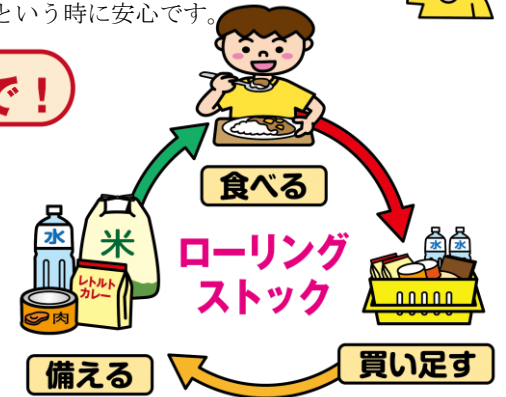 という時に安心です。
で！
食べる
水
米
レトルト
カレー
肉
ローリング
ストック
水
水
備える
買い足す